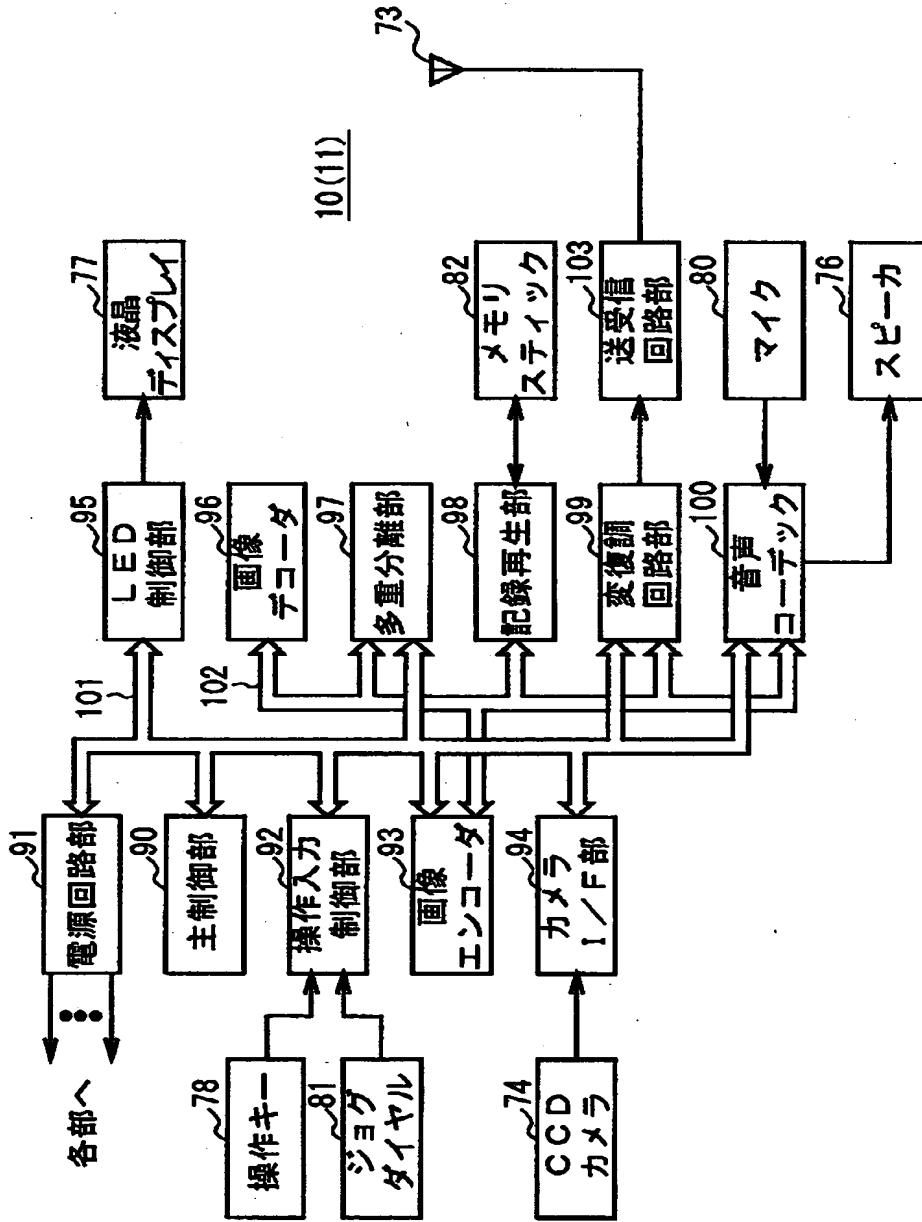 10(11)
73
77
液晶
ディスプレイ
82
メモリ
スティック
103
送受信
回路部
80
マイク
76
スピーカ
95
LED
制御部
96
画像
デコーダ
97
多重分離部
98
記録再生部
99
変復調
回路部
100
音声
コーデック
101
102
91
電源回路部
90
主制御部
92
操作入力
制御部
93
画像
エンコーダ
94
カメラ
I/F部
各部へ
78
操作キー
81
ジョグ
ダイヤル
74
CCD
カメラ